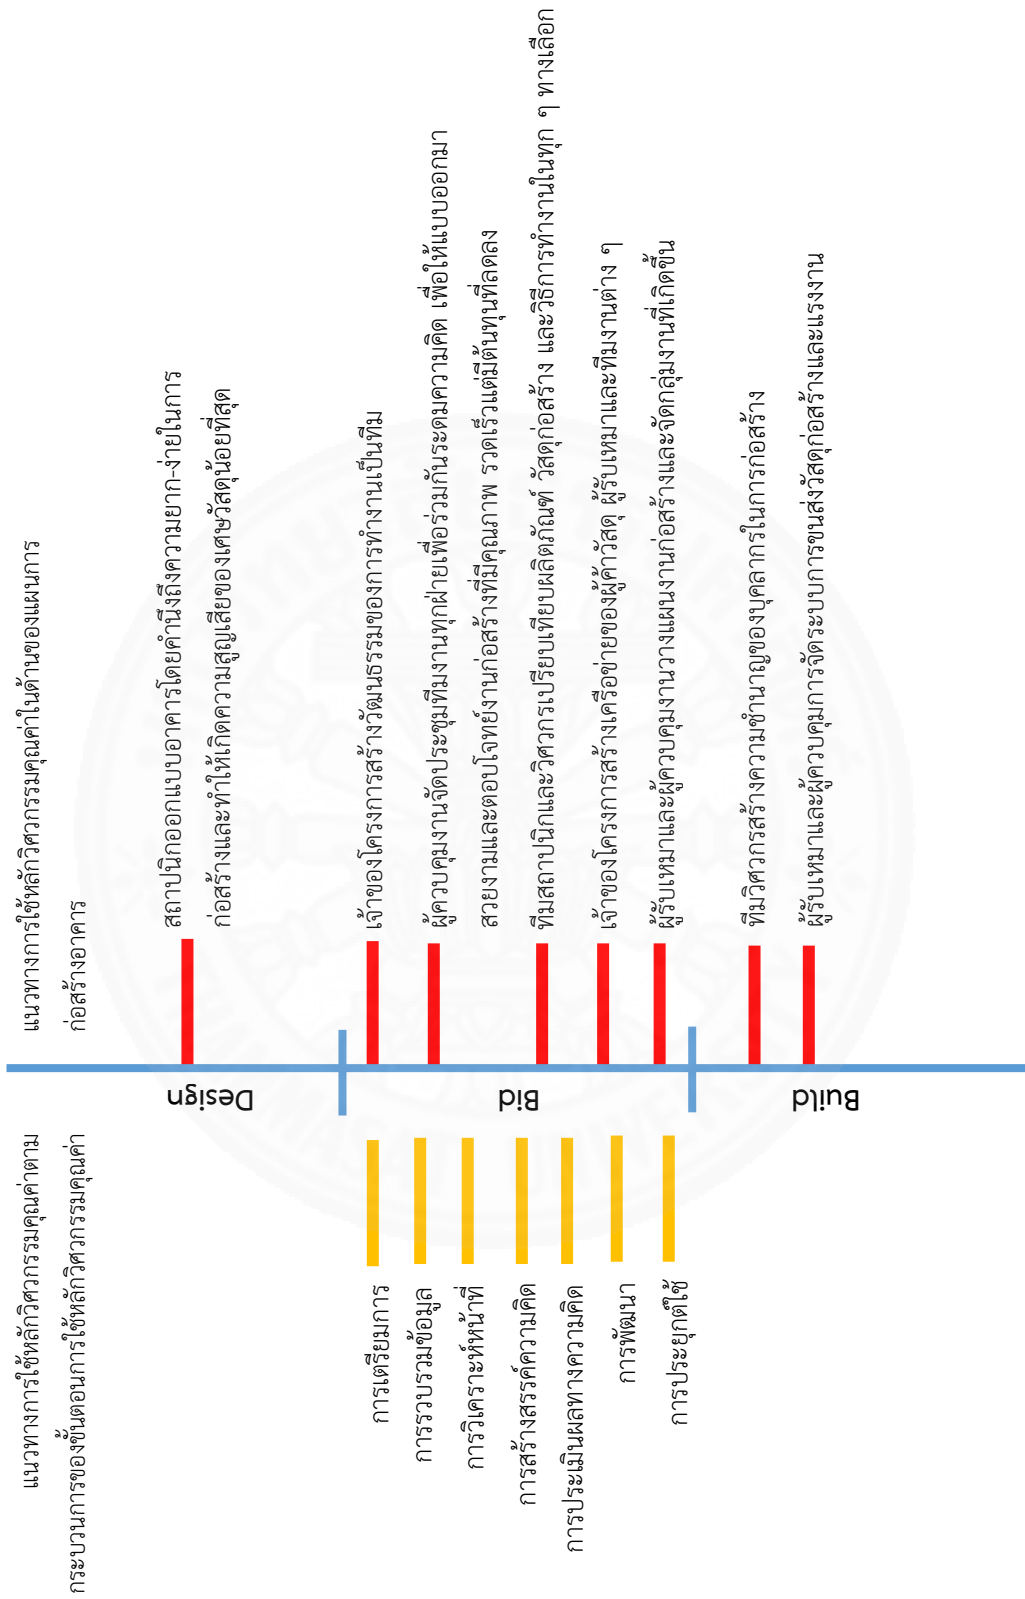 แนวทางการใช้หลักวิศวกรรมคุณค่าตาม
กระบวนการของขั้นตอนการใช้หลักวิศวกรรมคุณค่า
การเตรียมการ
การรวบรวมข้อมูล
การวิเคราะห์หน้าที่
การสร้างสรรค์ความคิด
การประเมินผลทางความคิด
การพัฒนา
การประยุกต์ใช้
Design
Bid
Build
แนวทางการใช้หลักวิศวกรรมคุณค่าในด้านของแผนการ
ก่อสร้างอาคาร
สถาปนิกออกแบบอาคารโดยคำนึงถึงความยาก-ง่ายในการ
ก่อสร้างและทำให้เกิดความสูญเสียของเศษวัสดุน้อยที่สุด
เจ้าของโครงการสร้างวัฒนธรรมของการทำงานเป็นทีม
ผู้ควบคุมงานจัดประชุมทีมงานทุกฝ่ายเพื่อร่วมกันระดมความคิด เพื่อให้แบบออกมา
สวยงามและตอบโจทย์งานก่อสร้างที่มีคุณภาพ รวดเร็วแต่มีต้นทุนที่ลดลง
ทีมสถาปนิกและวิศวกรเปรียบเทียบผลิตภัณฑ์ วัสดุก่อสร้าง และวิธีการทำงานในทุก ๆ ทางเลือก
เจ้าของโครงการสร้างเครือข่ายของผู้ค้าวัสดุ ผู้รับเหมาและทีมงานต่าง ๆ
ผู้รับเหมาและผู้ควบคุมงานวางแผนงานก่อสร้างและจัดกลุ่มงานที่เกิดขึ้น
ทีมวิศวกรสร้างความชำนาญของบุคลากรในการก่อสร้าง
ผู้รับเหมาและผู้ควบคุมการจัดระบบการขนส่งวัสดุก่อสร้างและแรงงาน